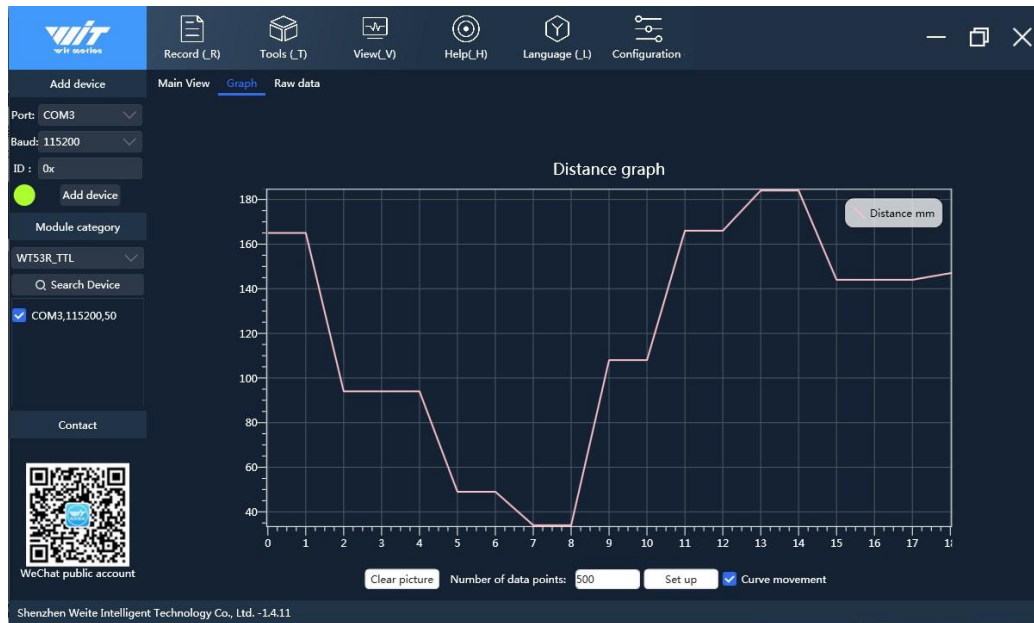 WIT
wit motion
Record (_R)
Tools (_T)
View(_V)
Help(_H)
Language (_L)
Configuration
Add device
Main View
Graph
Raw data
Port: COM3
Baud: 115200
ID : 0x
Add device
Module category
WT53R_TTL
Search Device
COM3,115200,50
Contact
WeChat public account
Distance graph
Distance mm
180
160
140
120
100
80
60
40
0 1 2 3 4 5 6 7 8 9 10 11 12 13 14 15 16 17
Clear picture
Number of data points: 500
Set up
Curve movement
Shenzhen Weite Intelligent Technology Co., Ltd. -1.4.11